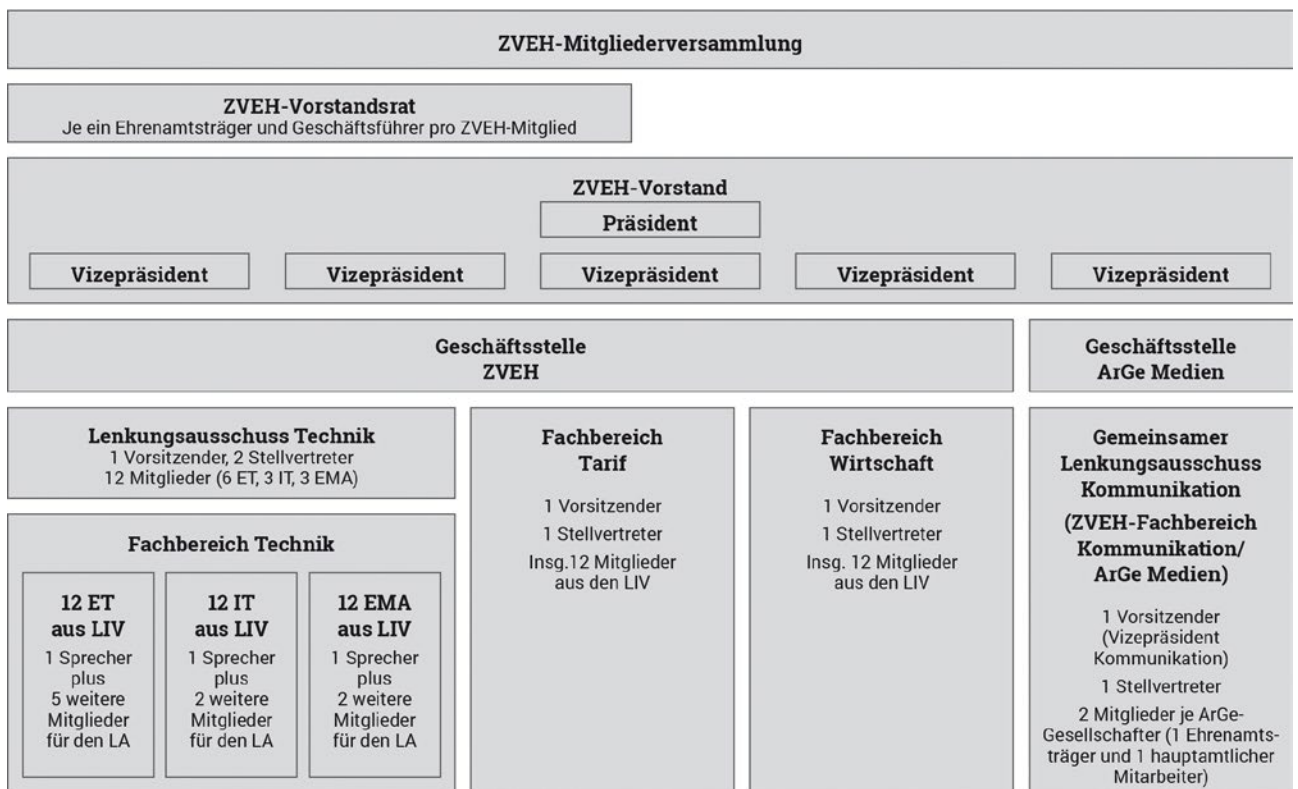 ZVEH-Mitgliederversammlung
ZVEH-Vorstandsrat
Je ein Ehrenamtsträger und Geschäftsführer pro ZVEH-Mitglied
ZVEH-Vorstand
Präsident
Vizepräsident
Vizepräsident
Vizepräsident
Vizepräsident
Vizepräsident
Geschäftsstelle
ZVEH
Geschäftsstelle
ArGe Medien
Lenkungsausschuss Technik
1 Vorsitzender, 2 Stellvertreter
12 Mitglieder (6 ET, 3 IT, 3 EMA)
Fachbereich Technik
12 ET
aus LIV
1 Sprecher
plus
5 weitere
Mitglieder
für den LA
12 IT
aus LIV
1 Sprecher
plus
2 weitere
Mitglieder
für den LA
12 EMA
aus LIV
1 Sprecher
plus
2 weitere
Mitglieder
für den LA
Fachbereich
Tarif
1 Vorsitzender
1 Stellvertreter
Insg.12 Mitglieder
aus den LIV
Fachbereich
Wirtschaft
1 Vorsitzender
1 Stellvertreter
Insg. 12 Mitglieder
aus den LIV
Gemeinsamer
Lenkungsausschuss
Kommunikation
(ZVEH-Fachbereich
Kommunikation/
ArGe Medien)
1 Vorsitzender
(Vizepräsident
Kommunikation)
1 Stellvertreter
2 Mitglieder je ArGe-
Gesellschafter (1 Ehrenamts-
träger und 1 hauptamtlicher
Mitarbeiter)